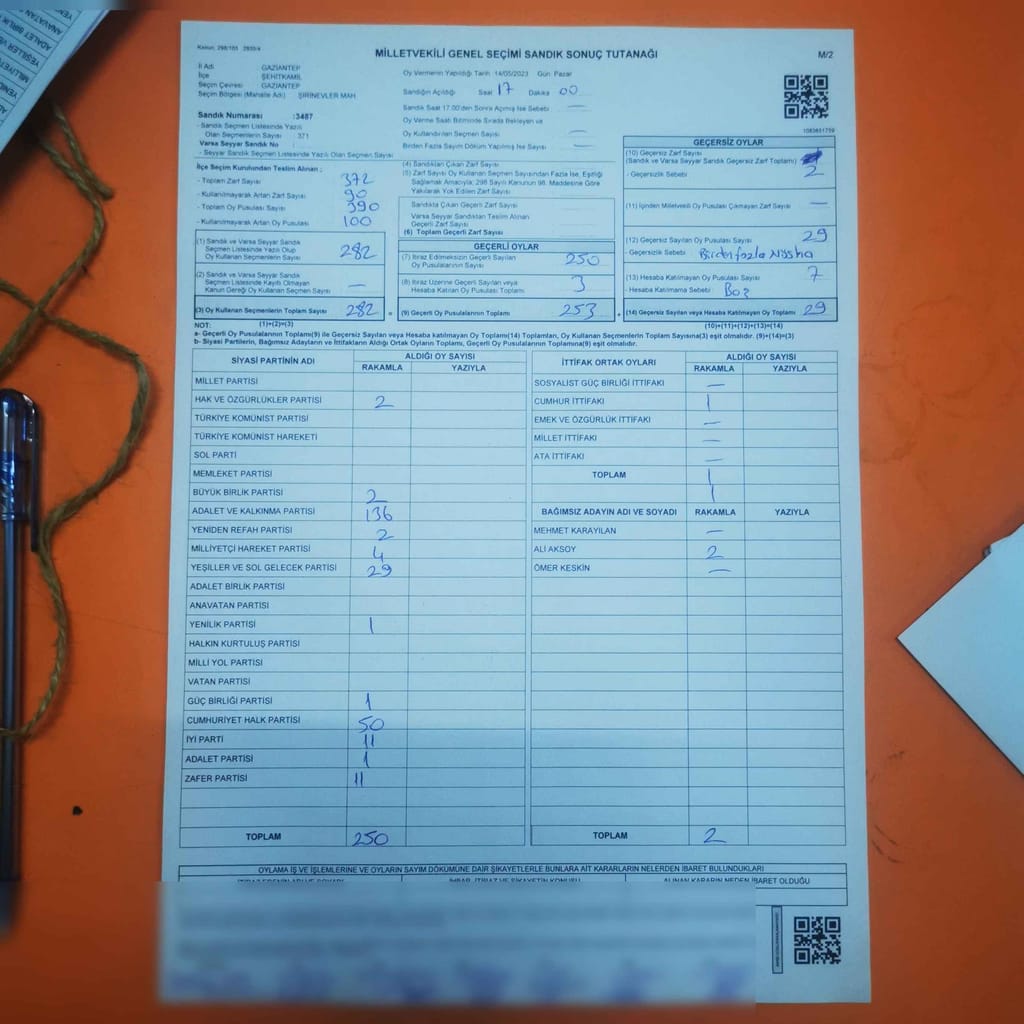 Kanun: 298/105 2839/4
MİLLETVEKİLİ GENEL SEÇİMİ SANDIK SONUÇ TUTANAĞI
M/2
İl Adı GAZİANTEP
İlçe ŞEHİTKAMİL
Seçim Çevresi GAZİANTEP
Seçim Bölgesi (Mahalle Adı) ŞİRİNEVLER MAH
Oy Vermenin Yapıldığı Tarih 14/05/2023 Gün: Pazar
Sandığın Açıldığı Saat 17 Dakika 00
Sandık Saat 17.00'den Sonra Açılmış İse Sebebi —
Oy Verme Saati Bitiminde Sırada Bekleyen ve
Oy Kullandırılan Seçmen Sayısı —
Birden Fazla Sayım Döküm Yapılmış İse Sayısı —
Sandık Numarası :3487
- Sandık Seçmen Listesinde Yazılı
Olan Seçmenlerin Sayısı : 371
Varsa Seyyar Sandık No :
- Seyyar Sandık Seçmen Listesinde Yazılı Olan Seçmen Sayısı
İlçe Seçim Kurulundan Teslim Alınan ;
- Toplam Zarf Sayısı 372
- Kullanılmayarak Artan Zarf Sayısı 90
- Toplam Oy Pusulası Sayısı 390
- Kullanılmayarak Artan Oy Pusulası 100
(1) Sandık ve Varsa Seyyar Sandık
Seçmen Listesinde Yazılı Olup
Oy Kullanan Seçmenlerin Sayısı 282
(2) Sandık ve Varsa Seyyar Sandık
Seçmen Listesinde Kayıtlı Olmayan
Kanun Gereği Oy Kullanan Seçmen Sayısı —
(3) Oy Kullanan Seçmenlerin Toplamı 282 =
(1)+(2)=(3)
(4) Sandıktan Çıkan Zarf Sayısı
(5) Zarf Sayısı Oy Kullanan Seçmen Sayısından Fazla İse, Eşitliği
Sağlamak Amacıyla; 298 Sayılı Kanunun 98. Maddesine Göre
Yakılarak Yok Edilen Zarf Sayısı
Sandıkta Çıkan Geçerli Zarf Sayısı
Varsa Seyyar Sandıktan Teslim Alınan
Geçerli Zarf Sayısı
(6) Toplam Geçerli Zarf Sayısı
GEÇERLİ OYLAR
(7) İtiraz Edilmeksizin Geçerli Sayılan
Oy Pusulalarının Sayısı 250
(8) İtiraz Üzerine Geçerli Sayılan veya
Hesaba Katılan Oy Pusulası Toplamı 3
(9) Geçerli Oy Pusulalarının Toplamı 253 +
1083851759
GEÇERSİZ OYLAR
(10) Geçersiz Zarf Sayısı
(Sandık ve Varsa Seyyar Sandık Geçersiz Zarf Toplamı) 2
- Geçersizlik Sebebi :
(11) İçinden Milletvekili Oy Pusulası Çıkmayan Zarf Sayısı —
(12) Geçersiz Sayılan Oy Pusulası Sayısı 29
- Geçersizlik Sebebi : Birden fazla Nüsha
(13) Hesaba Katılmayan Oy Pusulası Sayısı 7
- Hesaba Katılmama Sebebi :
(14) Geçersiz Sayılan veya Hesaba Katılmayan Oy Toplamı 29
(10)+(11)+(12)+(13)=(14)
NOT:
a- Geçerli Oy Pusulalarının Toplamı(9) ile Geçersiz Sayılan veya Hesaba katılmayan Oy Toplamı(14) Toplamları, Oy Kullanan Seçmenlerin Toplam Sayısına(3) eşit olmalıdır. (9)+(14)=(3)
b- Siyasi Partilerin, Bağımsız Adayların ve İttifakların Aldığı Ortak Oyların Toplamı, Geçerli Oy Pusulalarının Toplamına(9) eşit olmalıdır.
SİYASİ PARTİNİN ADI ALDIĞI OY SAYISI
RAKAMLA YAZIYLA
MİLLET PARTİSİ
HAK VE ÖZGÜRLÜKLER PARTİSİ 2
TÜRKİYE KOMÜNİST PARTİSİ
TÜRKİYE KOMÜNİST HAREKETİ
SOL PARTİ
MEMLEKET PARTİSİ
BÜYÜK BİRLİK PARTİSİ 2
ADALET VE KALKINMA PARTİSİ 136
YENİDEN REFAH PARTİSİ 2
MİLLİYETÇİ HAREKET PARTİSİ 4
YEŞİLLER VE SOL GELECEK PARTİSİ 29
ADALET BİRLİK PARTİSİ
ANAVATAN PARTİSİ
YENİLİK PARTİSİ 1
HALKIN KURTULUŞ PARTİSİ
MİLLİ YOL PARTİSİ
VATAN PARTİSİ
GÜÇ BİRLİĞİ PARTİSİ 1
CUMHURİYET HALK PARTİSİ 50
İYİ PARTİ 11
ADALET PARTİSİ 1
ZAFER PARTİSİ 11
TOPLAM 250
İTTİFAK ORTAK OYLARI ALDIĞI OY SAYISI
RAKAMLA YAZIYLA
SOSYALİST GÜÇ BİRLİĞİ İTTİFAKI —
CUMHUR İTTİFAKI 1
EMEK VE ÖZGÜRLÜK İTTİFAKI —
MİLLET İTTİFAKI —
ATA İTTİFAKI —
TOPLAM 1
1
BAĞIMSIZ ADAYIN ADI VE SOYADI RAKAMLA YAZIYLA
MEHMET KARAYILAN —
ALİ AKSOY 2
ÖMER KESKİN —
TOPLAM 2
OYLAMA İŞ VE İŞLEMLERİNE VE OYLARIN SAYIM DÖKÜMÜNE DAİR ŞİKAYETLERLE BUNLARA AİT KARARLARIN NELERDEN İBARET BULUNDUKLARI
İTİRAZ EDENİN ADI VE SOYADI İHBAR, İTİRAZ VE ŞİKAYETİN KONUSU ALINAN KARARIN NEDEN İBARET OLDUĞU